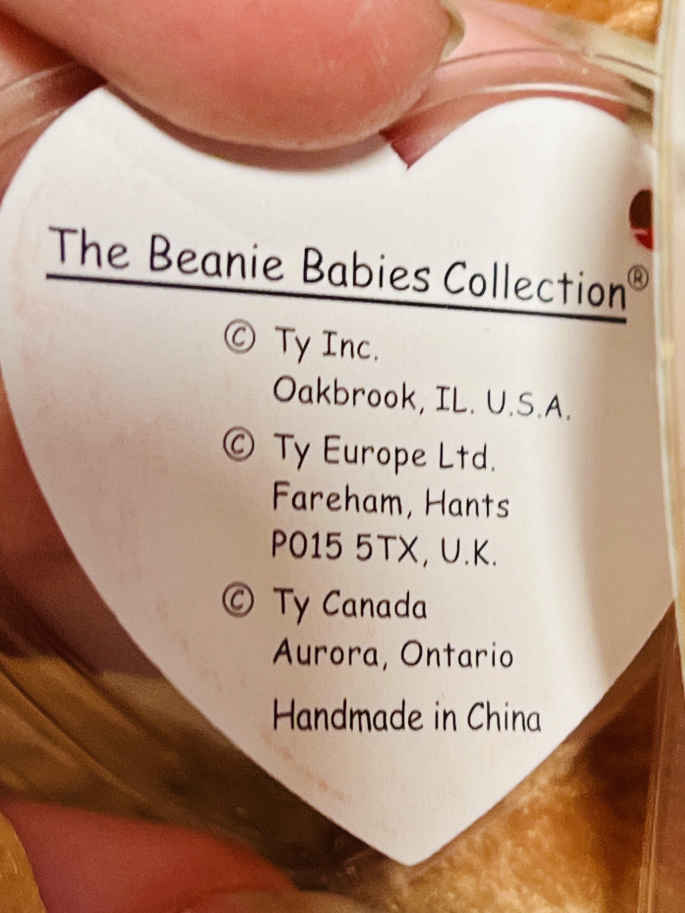 The Beanie Babies Collection®
© Ty Inc.
Oakbrook, IL. U.S.A.
© Ty Europe Ltd.
Fareham, Hants
P015 5TX, U.K.
© Ty Canada
Aurora, Ontario
Handmade in China